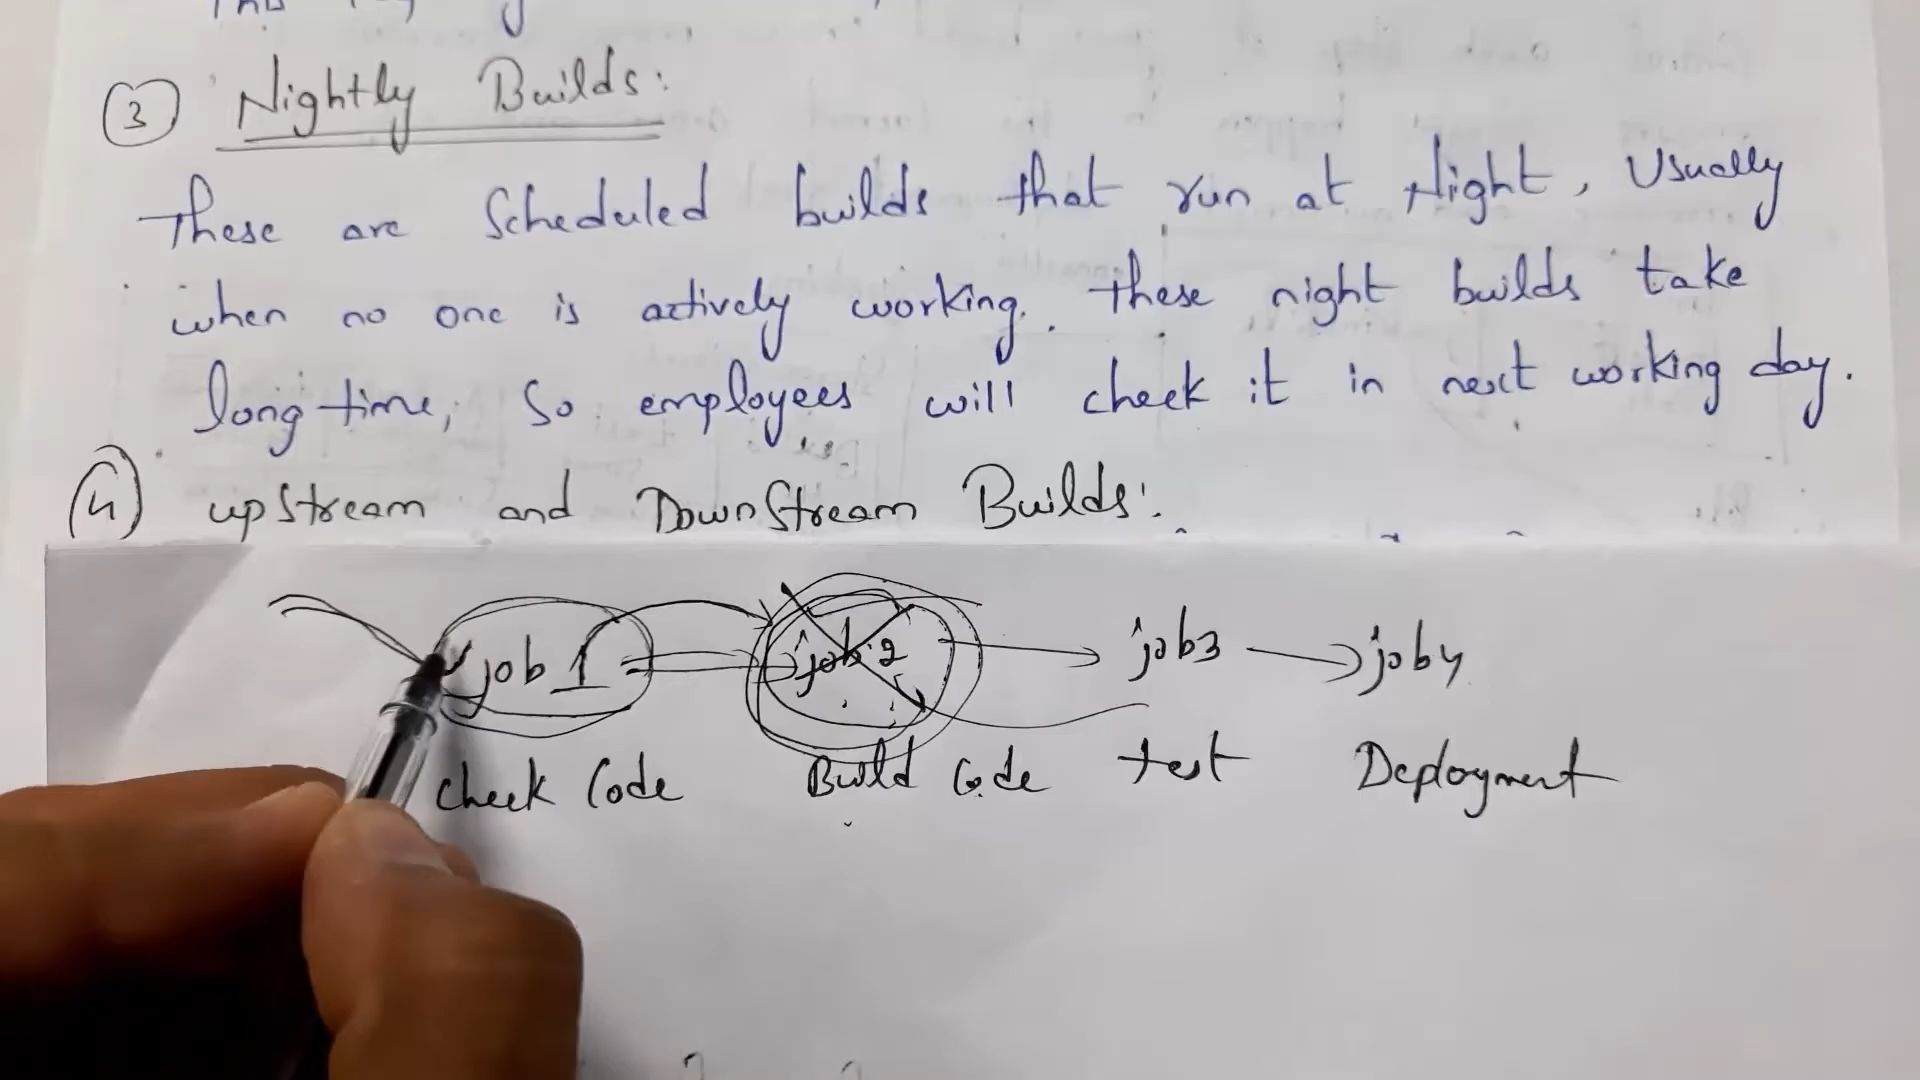 ③ Nightly Builds:
These are Scheduled builds that run at Night, Usually
when no one is actively working. These night builds take
long time, So employees will check it in next working day.
④ upstream and DownStream Builds:
job 1 job 2 job3 job4
check Code Build Code test Deployment